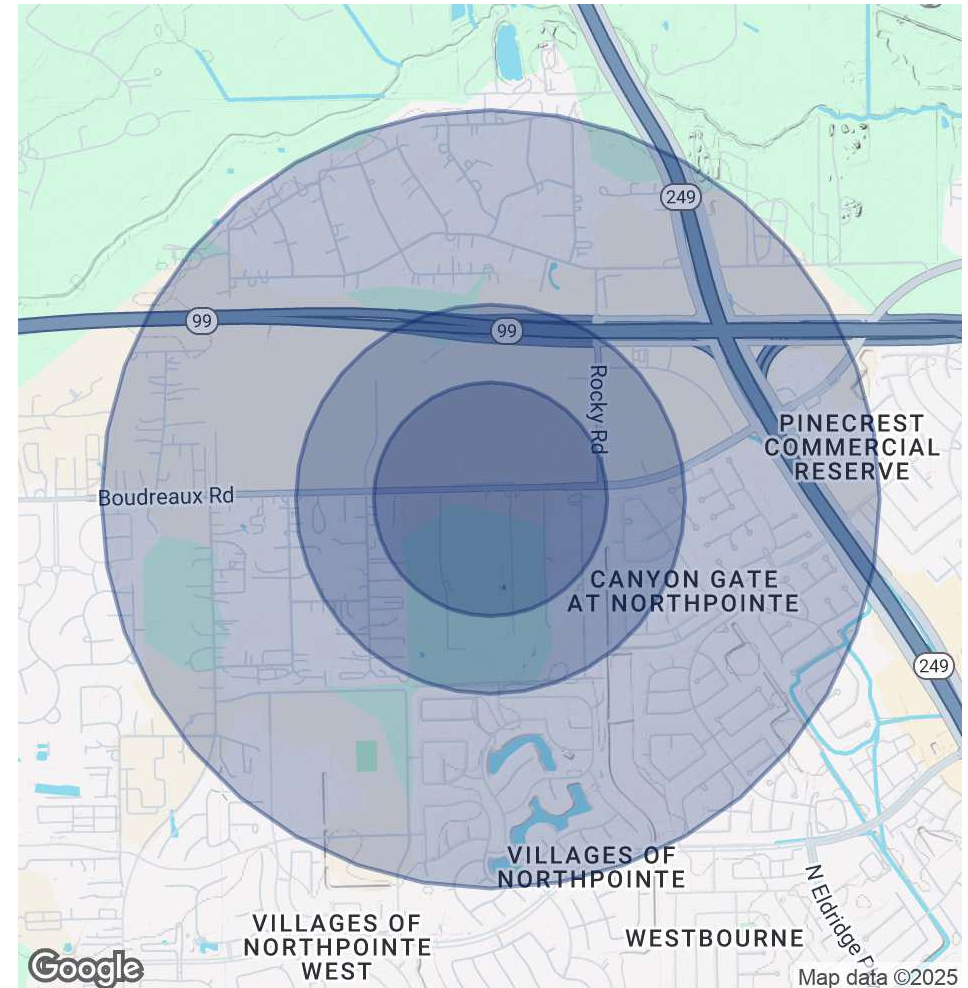 249
99
99
Rocky Rd
PINECREST
COMMERCIAL
RESERVE
Boudreaux Rd
CANYON GATE
AT NORTHPOINTE
249
VILLAGES OF
NORTHPOINTE
N Eldridge P
VILLAGES OF
NORTHPOINTE
WEST
WESTBOURNE
Google
Map data ©2025